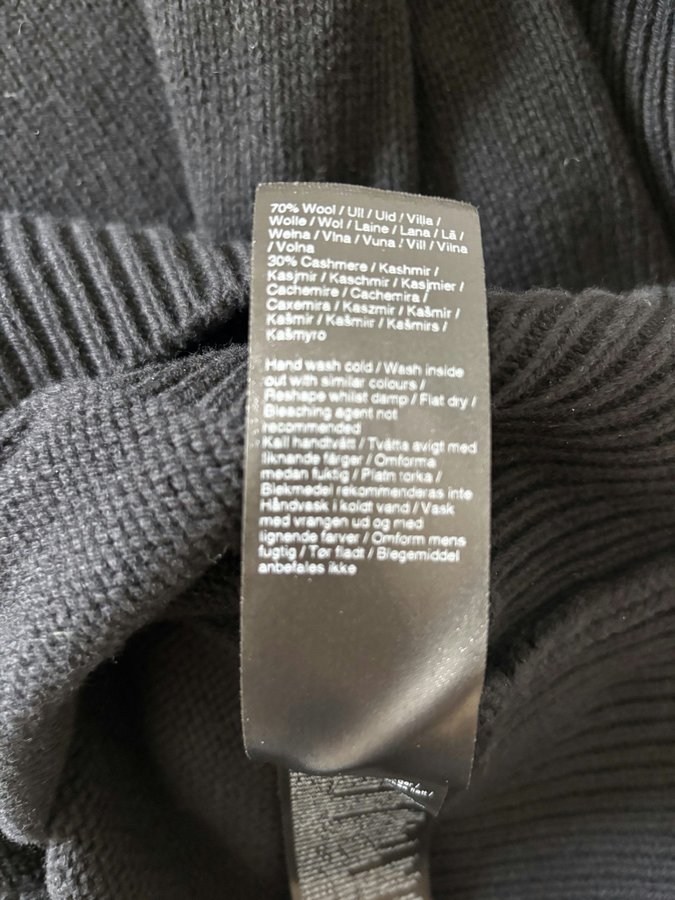 70% Wool / Ull / Uld / Villa /
Wolle / Wol / Laine / Lana / Lã /
Wełna / Vlna / Vuna / Vill / Vilna
/ Volna
30% Cashmere / Kashmir /
Kasjmir / Kaschmir / Kasjmier /
Cachemire / Cachemira /
Caxemira / Kaszmir / Kašmír /
Kašmir / Kašmiir / Kašmirs /
Kašmyro
Hand wash cold / Wash inside
out with similar colours /
Reshape whilst damp / Flat dry /
Bleaching agent not
recommended
Kall handtvätt / Tvätta avigt med
liknande färger / Omforma
medan fuktig / Plan torka /
Blekmedel rekommenderas inte
Håndvask i koldt vand / Vask
med vrangen ud og med
lignende farver / Omform mens
fugtig / Tør fladt / Blegemiddel
anbefales ikke